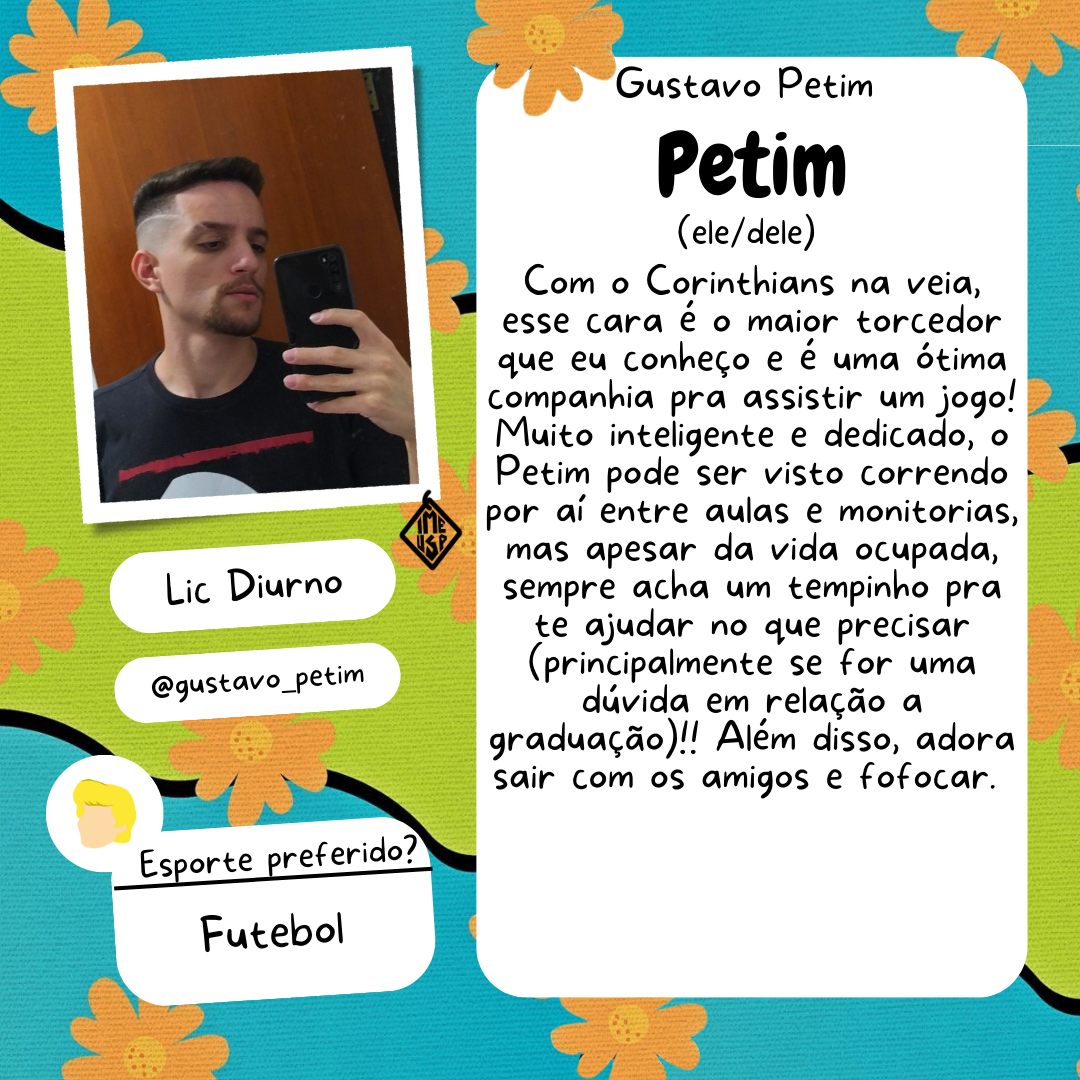 Gustavo Petim
Petim
(ele/dele)
Com o Corinthians na veia,
esse cara é o maior torcedor
que eu conheço e é uma ótima
companhia pra assistir um jogo!
Muito inteligente e dedicado, o
Petim pode ser visto correndo
por aí entre aulas e monitorias,
mas apesar da vida ocupada,
sempre acha um tempinho pra
te ajudar no que precisar
(principalmente se for uma
dúvida em relação a
graduação)!! Além disso, adora
sair com os amigos e fofocar.
IME
USP
Lic Diurno
@gustavo_petim
Esporte preferido?
Futebol